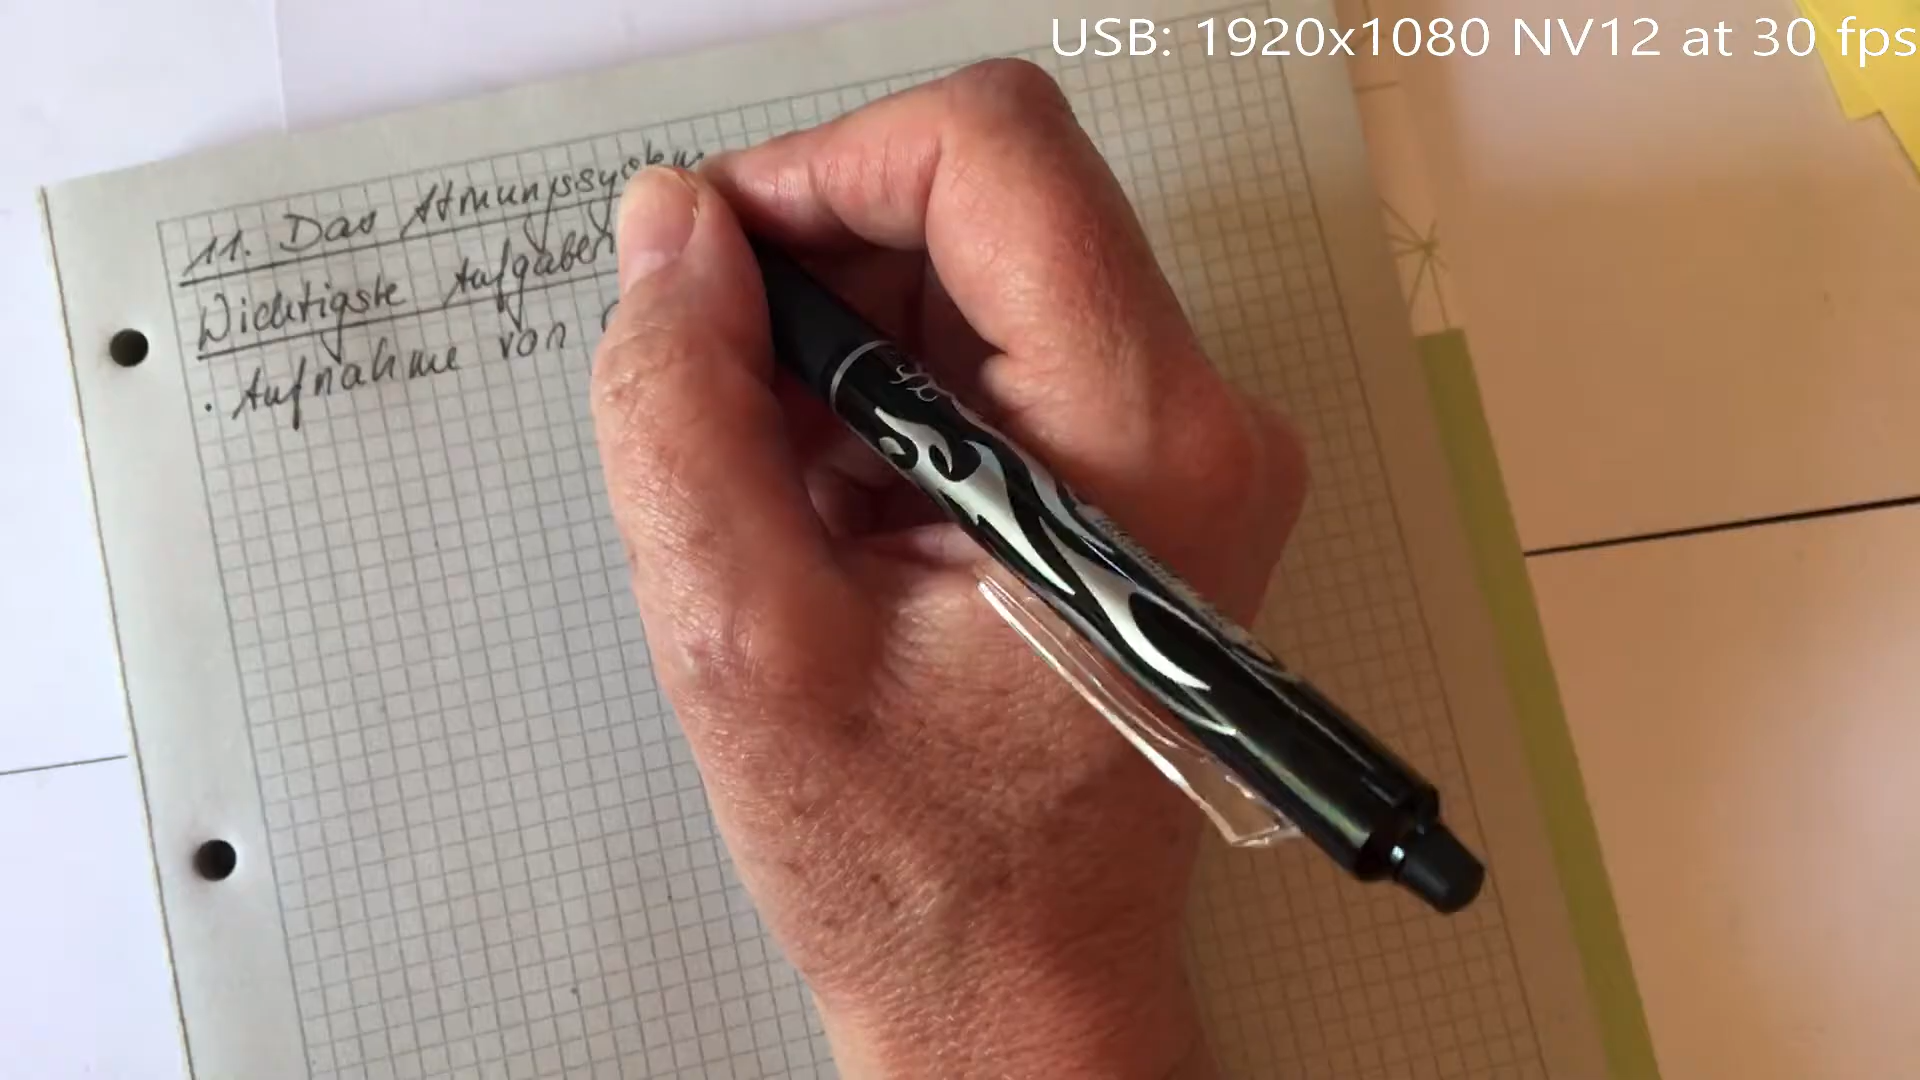 USB: 1920x1080 NV12 at 30 fps
11. Das Atmungssystem
Wichtigste Aufgaben
· Aufnahme von